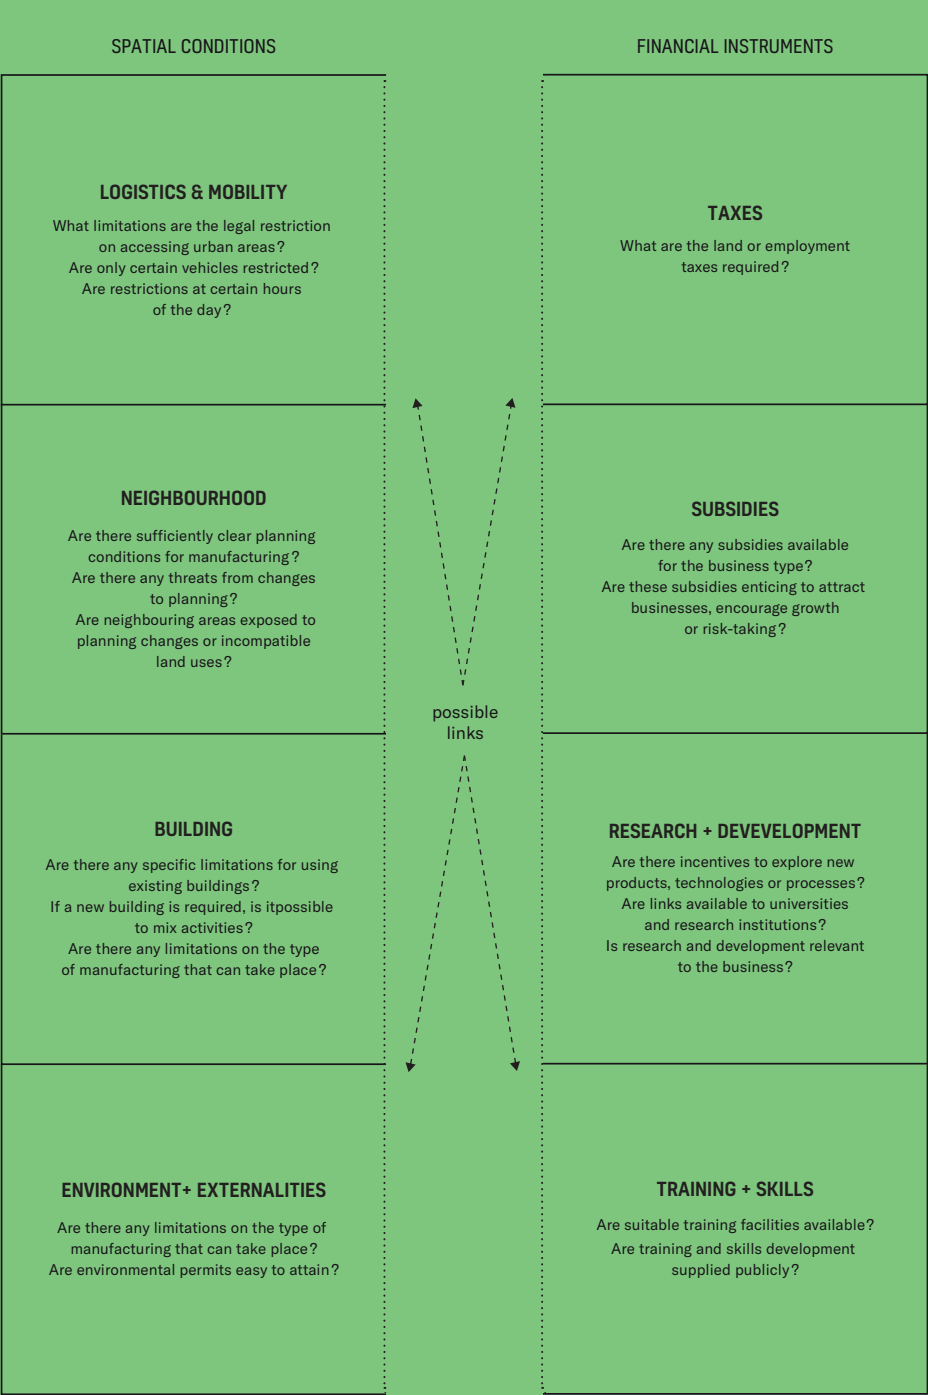 SPATIAL CONDITIONS
LOGISTICS & MOBILITY
What limitations are the legal restriction
on accessing urban areas?
Are only certain vehicles restricted?
Are restrictions at certain hours
of the day?
NEIGHBOURHOOD
Are there sufficiently clear planning
conditions for manufacturing?
Are there any threats from changes
to planning?
Are neighbouring areas exposed to
planning changes or incompatible
land uses?
BUILDING
Are there any specific limitations for using
existing buildings?
If a new building is required, is itpossible
to mix activities?
Are there any limitations on the type
of manufacturing that can take place?
ENVIRONMENT+ EXTERNALITIES
Are there any limitations on the type of
manufacturing that can take place?
Are environmental permits easy to attain?
possible
links
FINANCIAL INSTRUMENTS
TAXES
What are the land or employment
taxes required?
SUBSIDIES
Are there any subsidies available
for the business type?
Are these subsidies enticing to attract
businesses, encourage growth
or risk-taking?
RESEARCH + DEVEVELOPMENT
Are there incentives to explore new
products, technologies or processes?
Are links available to universities
and research institutions?
Is research and development relevant
to the business?
TRAINING + SKILLS
Are suitable training facilities available?
Are training and skills development
supplied publicly?